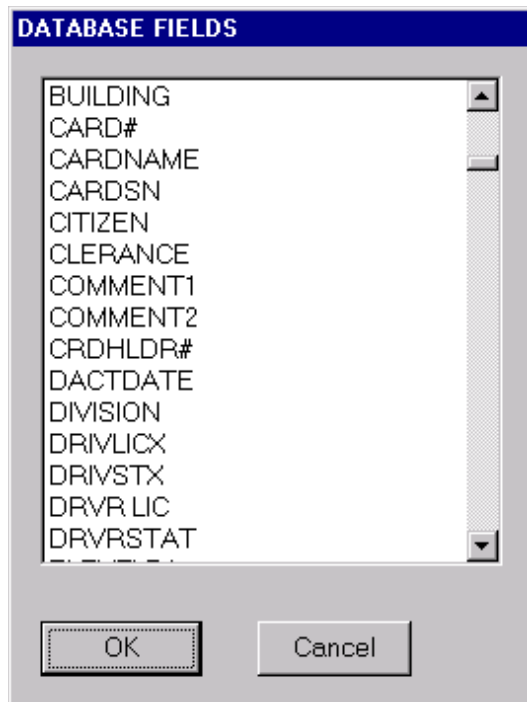 DATABASE FIELDS
BUILDING
CARD#
CARDNAME
CARDSN
CITIZEN
CLERANCE
COMMENT1
COMMENT2
CRDHLDR#
DACTDATE
DIVISION
DRIVLICX
DRIVSTX
DRVR LIC
DRVRSTAT
OK
Cancel